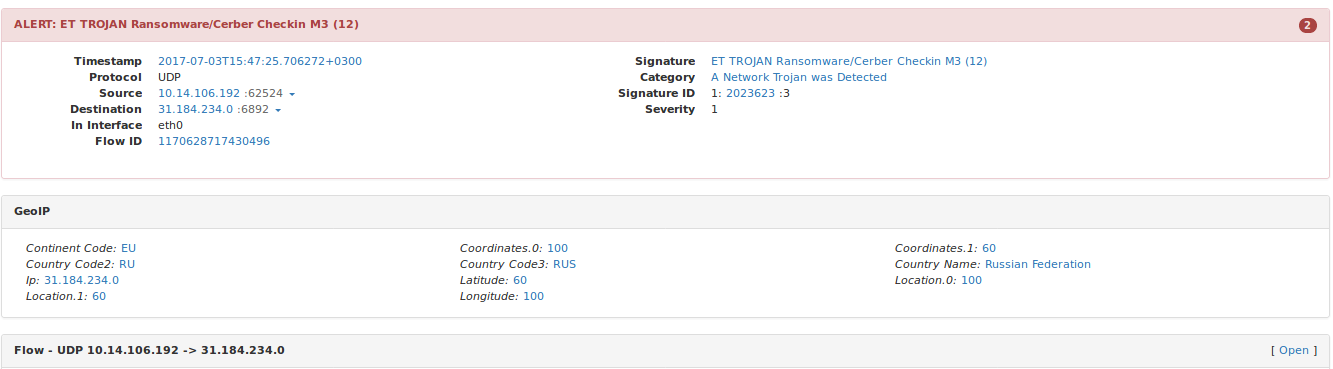 ALERT: ET TROJAN Ransomware/Cerber Checkin M3 (12) 2
Timestamp 2017-07-03T15:47:25.706272+0300 Signature ET TROJAN Ransomware/Cerber Checkin M3 (12)
Protocol UDP Category A Network Trojan was Detected
Source 10.14.106.192 :62524 Signature ID 1: 2023623 :3
Destination 31.184.234.0 :6892 Severity 1
In Interface eth0
Flow ID 1170628717430496
GeoIP
Continent Code: EU Coordinates.0: 100 Coordinates.1: 60
Country Code2: RU Country Code3: RUS Country Name: Russian Federation
Ip: 31.184.234.0 Latitude: 60 Location.0: 100
Location.1: 60 Longitude: 100
Flow - UDP 10.14.106.192 -> 31.184.234.0 [ Open ]